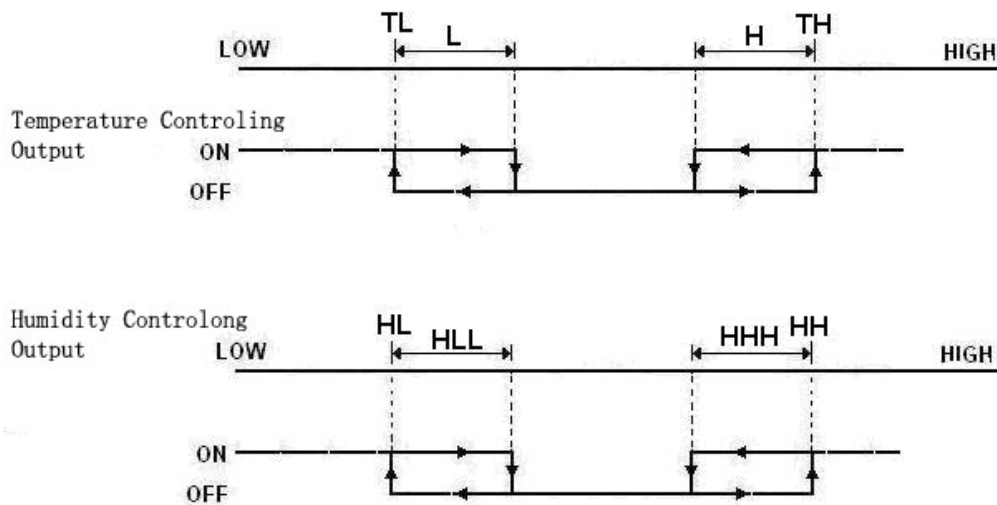 TL L H TH
LOW HIGH
Temperature Controling
Output ON
OFF
Humidity Controlong
Output
HL HLL HHH HH
LOW HIGH
ON
OFF